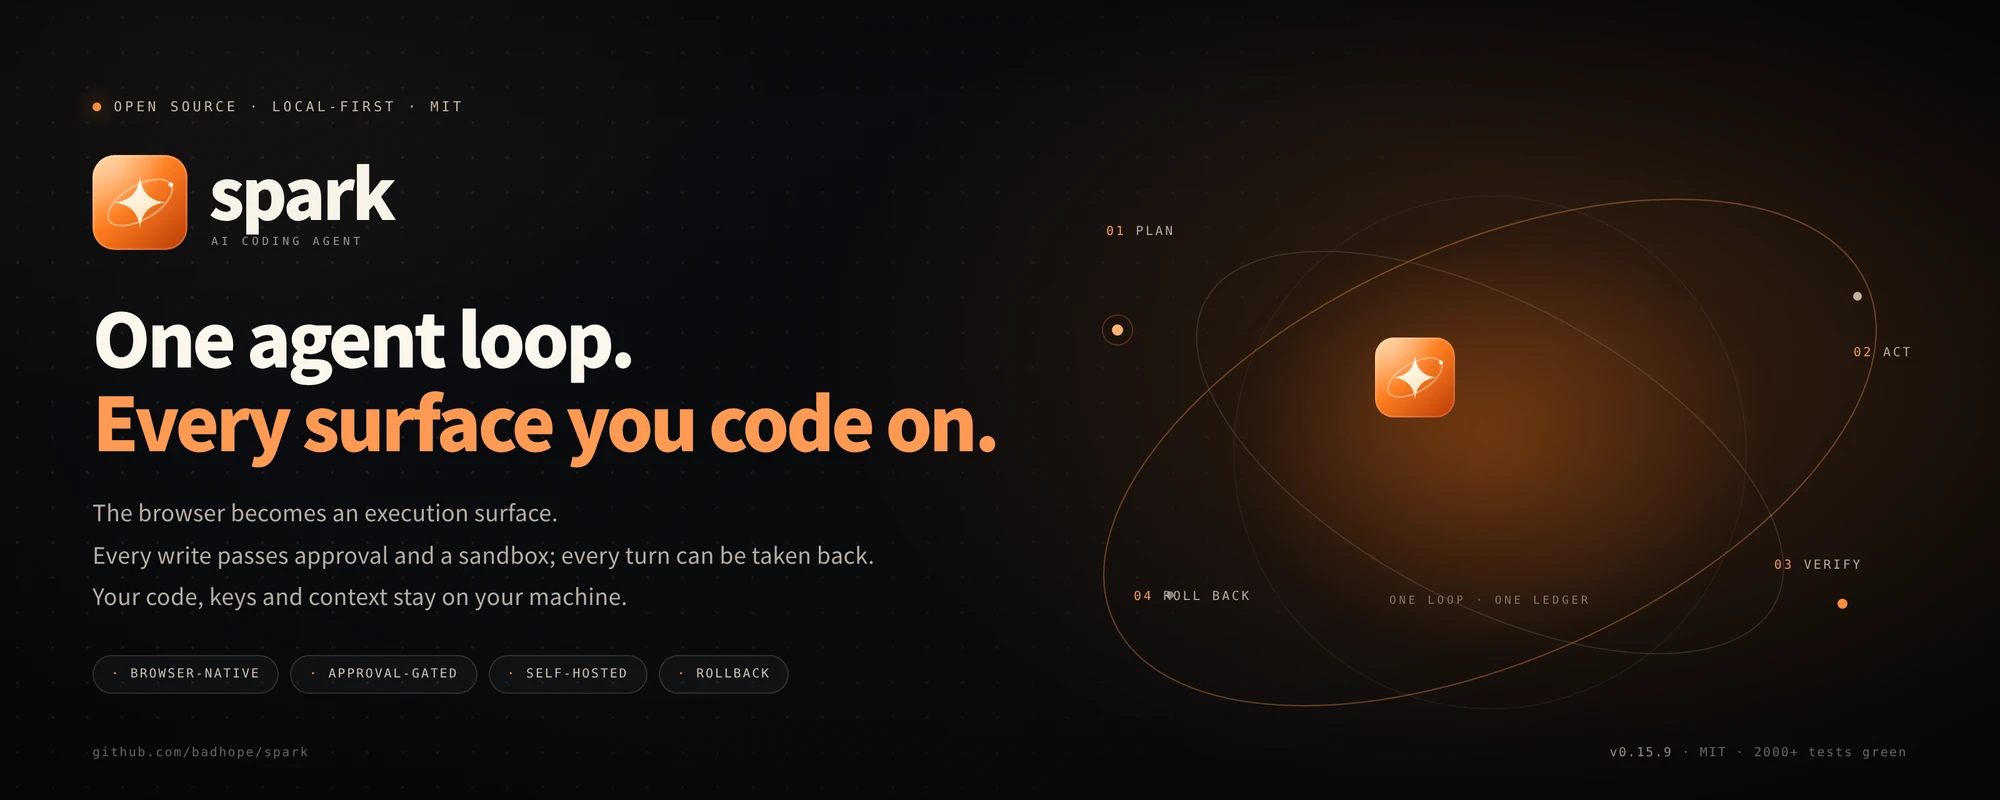 OPEN SOURCE · LOCAL-FIRST · MIT
spark
AI CODING AGENT
One agent loop.
Every surface you code on.
The browser becomes an execution surface.
Every write passes approval and a sandbox; every turn can be taken back.
Your code, keys and context stay on your machine.
· BROWSER-NATIVE
· APPROVAL-GATED
· SELF-HOSTED
· ROLLBACK
github.com/badhope/spark
01 PLAN
02 ACT
03 VERIFY
04 ROLL BACK
ONE LOOP · ONE LEDGER
v0.15.9 · MIT · 2000+ tests green